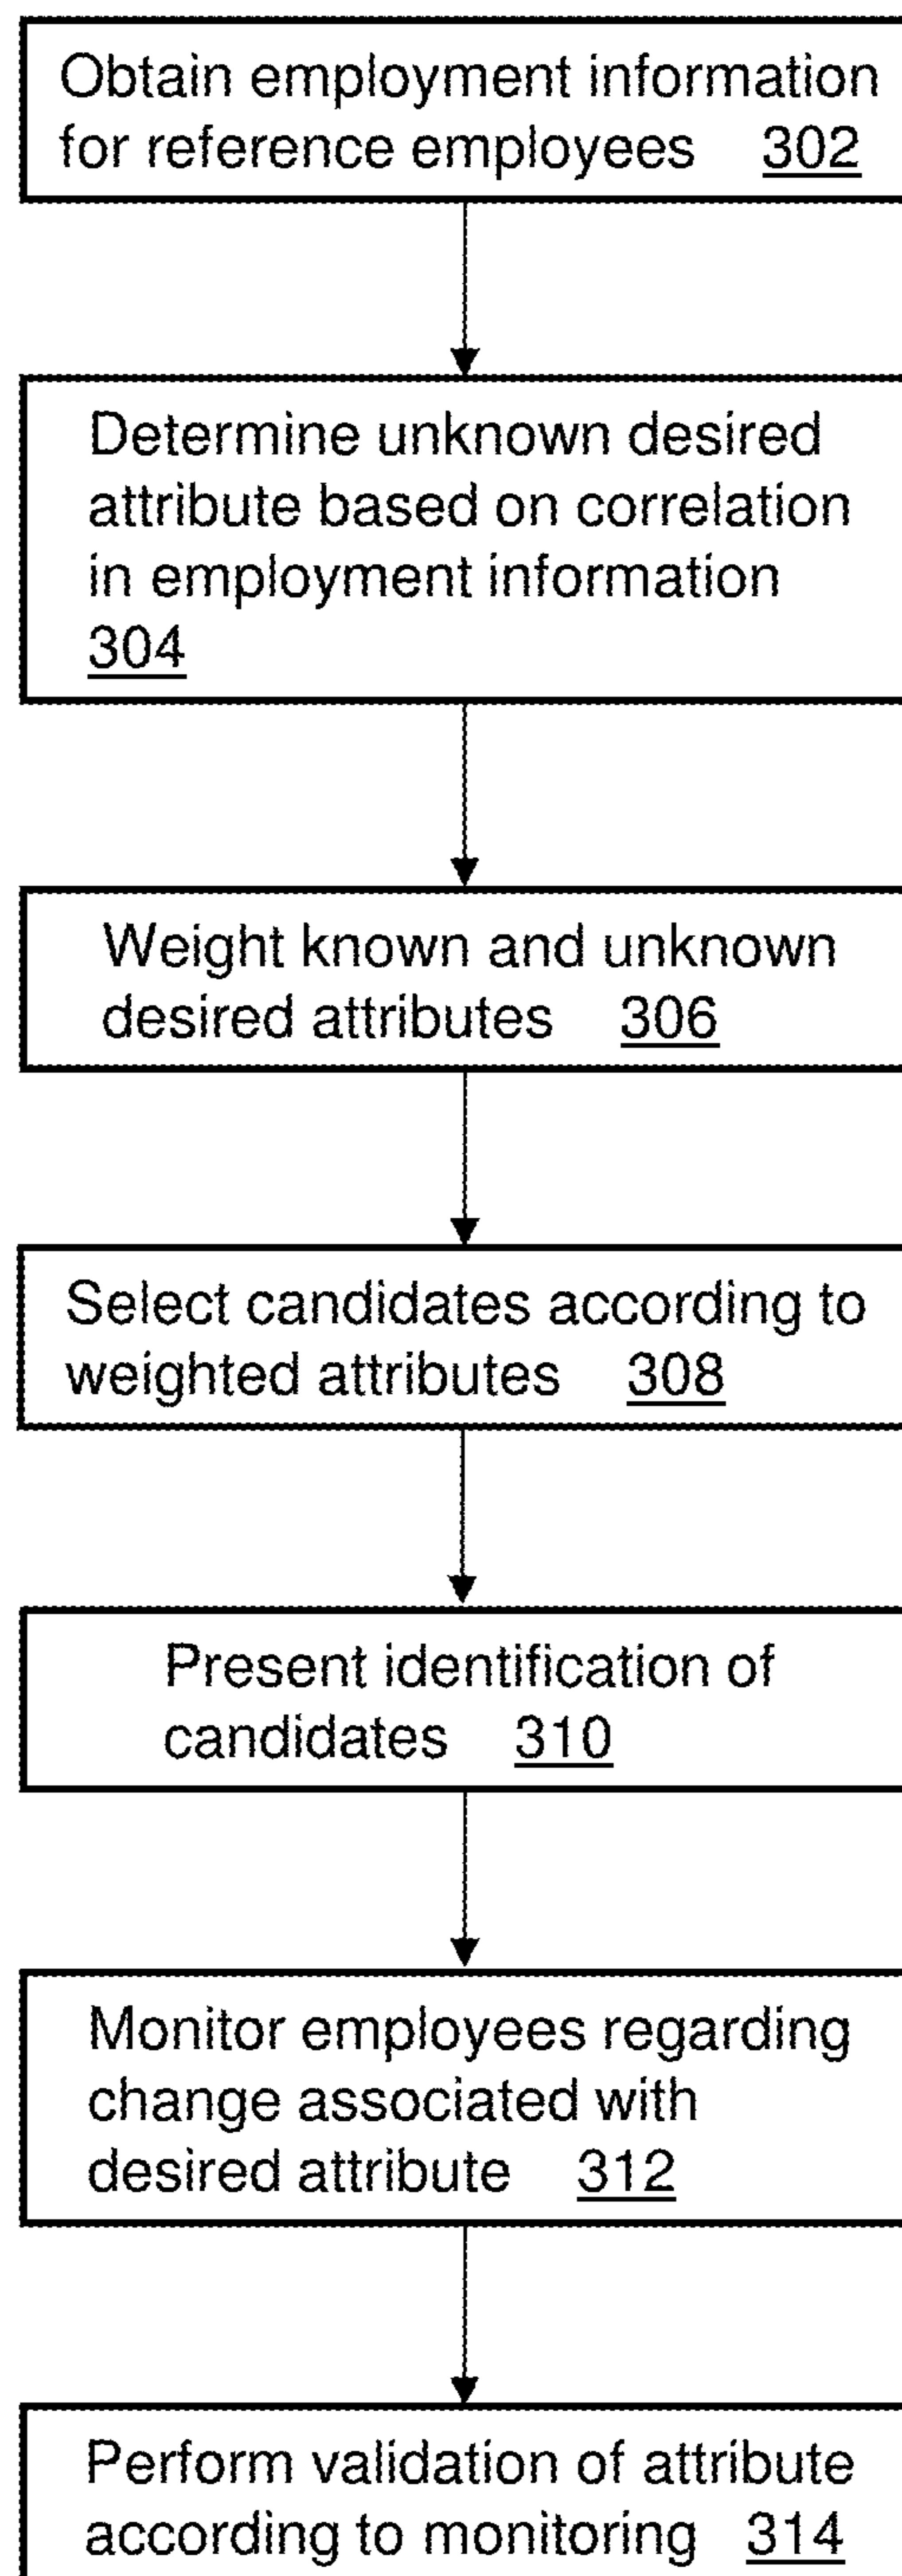 Obtain employment information
for reference employees 302
Determine unknown desired
attribute based on correlation
in employment information
304
Weight known and unknown
desired attributes 306
Select candidates according to
weighted attributes 308
Present identification of
candidates 310
Monitor employees regarding
change associated with
desired attribute 312
Perform validation of attribute
according to monitoring 314